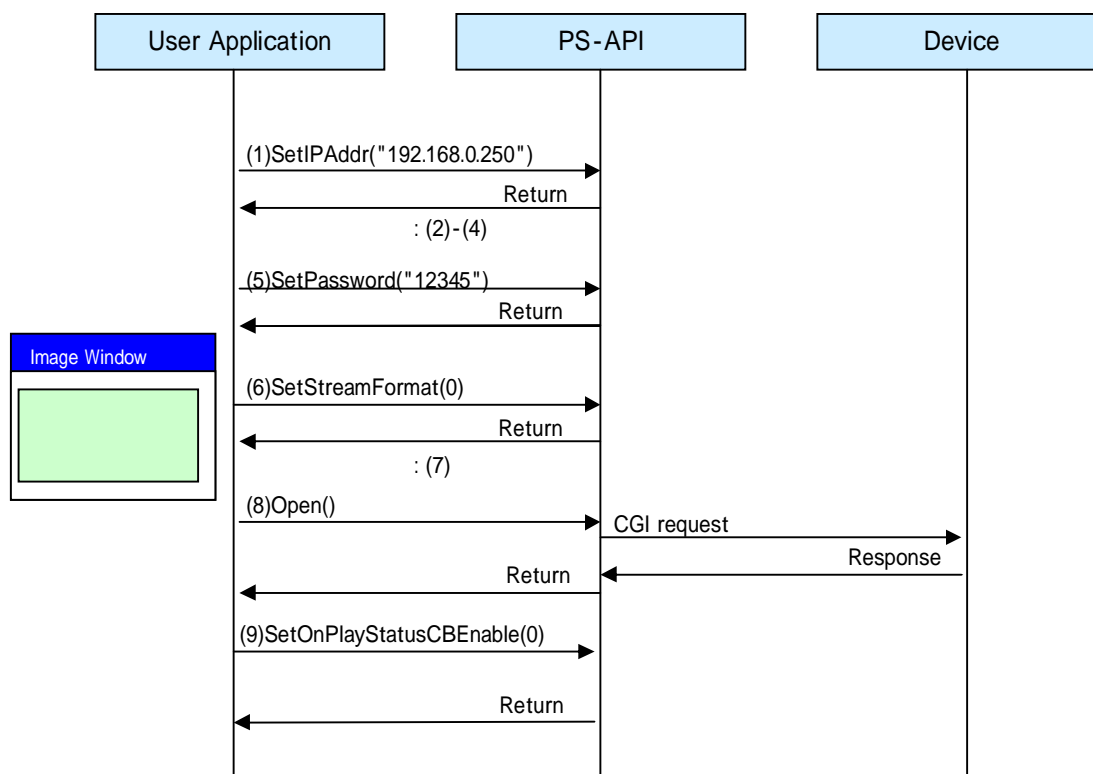 User Application
PS-API
Device
(1)SetIPAddr("192.168.0.250")
Return
: (2)-(4)
(5)SetPassword("12345")
Return
Image Window
(6)SetStreamFormat(0)
Return
: (7)
(8)Open()
CGI request
Response
Return
(9)SetOnPlayStatusCBEnable(0)
Return